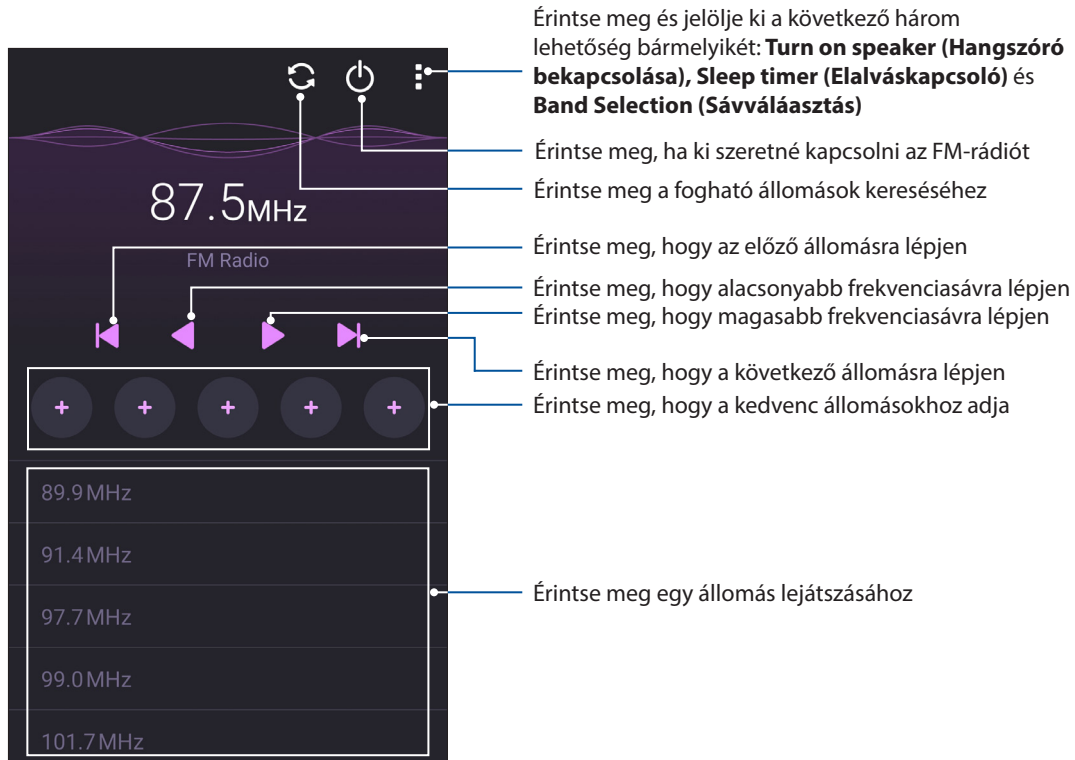 Érintse meg és jelölje ki a következő három
lehetőség bármelyikét: Turn on speaker (Hangszóró
bekapcsolása), Sleep timer (Elalváskapcsoló) és
Band Selection (Sávváláasztás)
Érintse meg, ha ki szeretné kapcsolni az FM-rádiót
Érintse meg a fogható állomások kereséséhez
87.5MHz
FM Radio
Érintse meg, hogy az előző állomásra lépjen
Érintse meg, hogy alacsonyabb frekvenciasávra lépjen
Érintse meg, hogy magasabb frekvenciasávra lépjen
Érintse meg, hogy a következő állomásra lépjen
Érintse meg, hogy a kedvenc állomásokhoz adja
89.9MHz
91.4MHz
97.7MHz
99.0MHz
101.7MHz
Érintse meg egy állomás lejátszásához